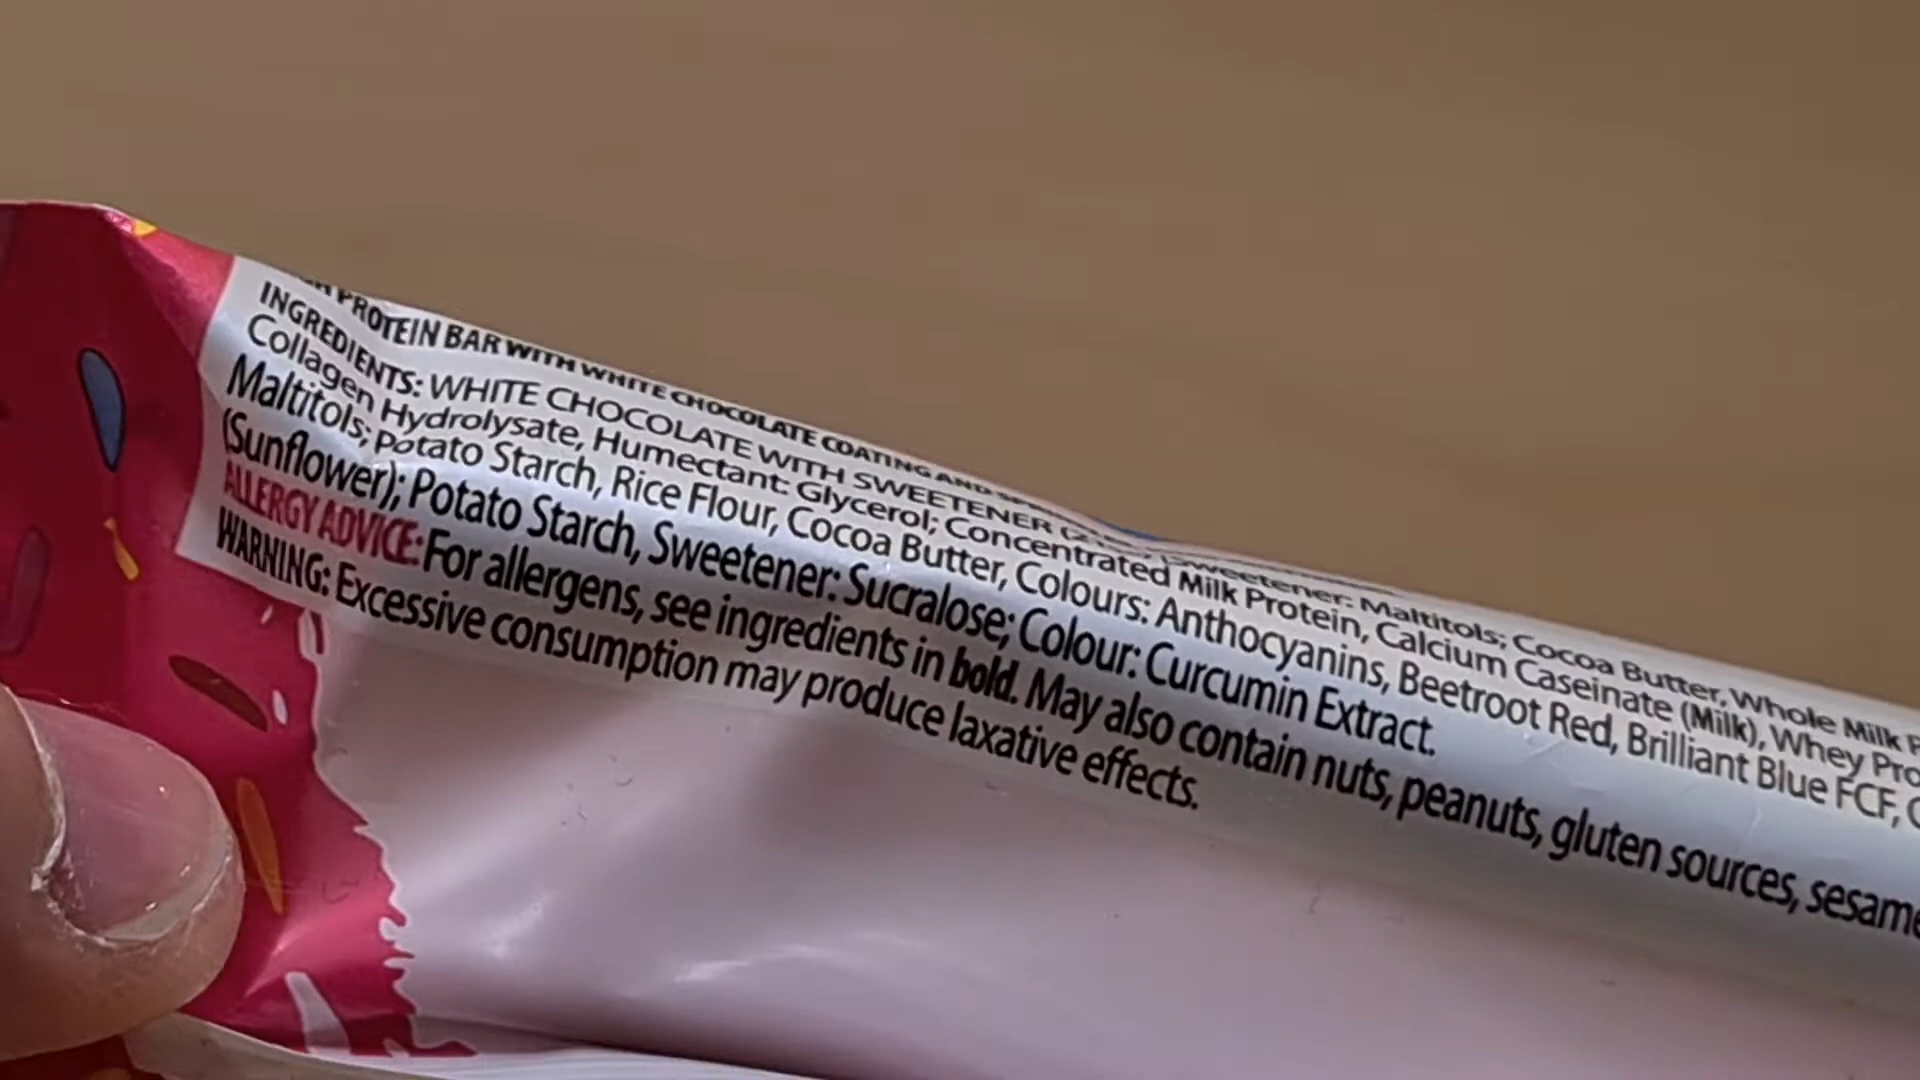 PROTEIN BAR WITH WHITE CHOCOLATE COATING AND
INGREDIENTS: WHITE CHOCOLATE WITH SWEETENER (Sweetener: Maltitols; Cocoa Butter, Whole Milk
Collagen Hydrolysate, Humectant: Glycerol; Concentrated Milk Protein, Calcium Caseinate (Milk), Whey
Maltitols; Potato Starch, Rice Flour, Cocoa Butter, Colours: Anthocyanins, Beetroot Red, Brilliant Blue FCF,
(Sunflower); Potato Starch, Sweetener: Sucralose; Colour: Curcumin Extract.
ALLERGY ADVICE: For allergens, see ingredients in bold. May also contain nuts, peanuts, gluten sources, sesame
WARNING: Excessive consumption may produce laxative effects.